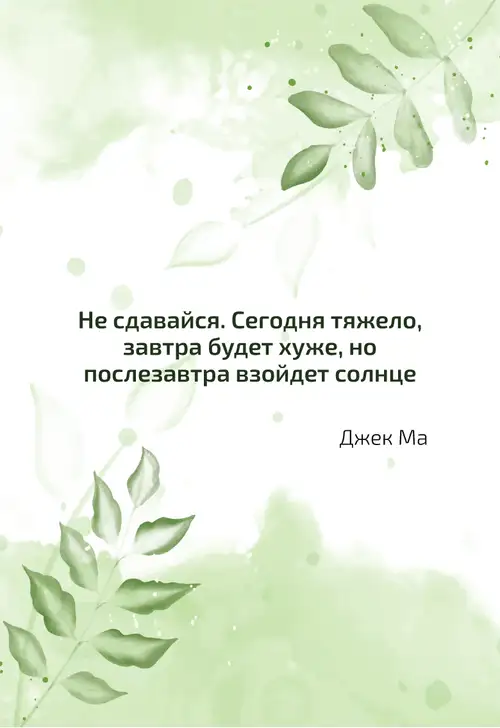 Не сдавайся. Сегодня тяжело,
завтра будет хуже, но
послезавтра взойдет солнце
Джек Ма